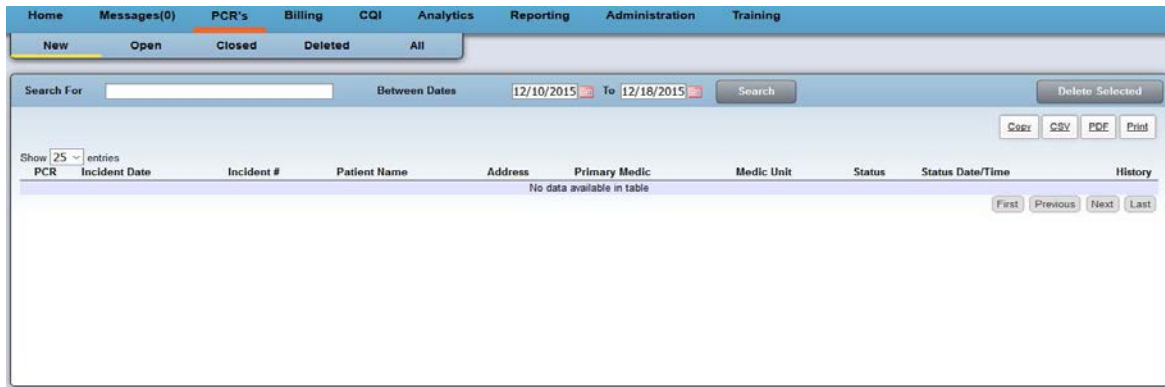 Home Messages(0) PCR's Billing CQI Analytics Reporting Administration Training
New Open Closed Deleted All
Search For Between Dates 12/10/2015 To 12/18/2015 Search Delete Selected
Copy CSV PDF Print
Show 25 entries
PCR Incident Date Incident # Patient Name Address Primary Medic Medic Unit Status Status Date/Time History
No data available in table
First Previous Next Last